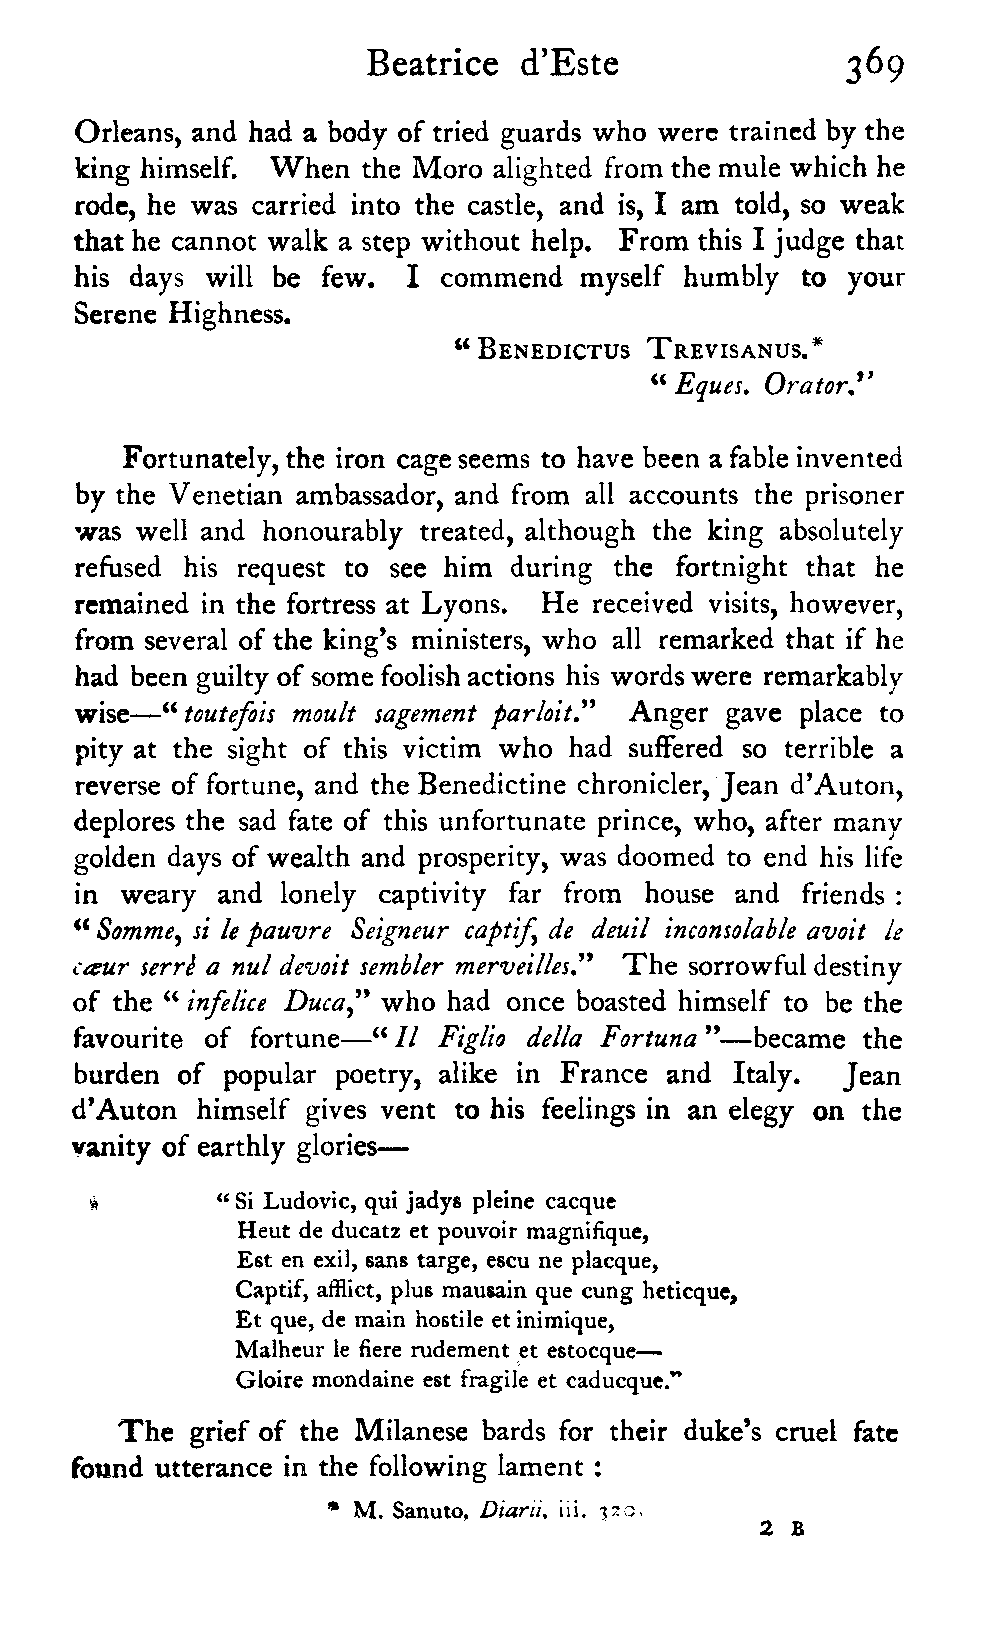 Beatrice d'Este 369
Orleans, and had a body of tried guards who were trained by the
king himself. When the Moro alighted from the mule which he
rode, he was carried into the castle, and is, I am told, so weak
that he cannot walk a step without help. From this I judge that
his days will be few. I commend myself humbly to your
Serene Highness.
"BENEDICTUS TREVISANUS.*
"Eques. Orator."
Fortunately, the iron cage seems to have been a fable invented
by the Venetian ambassador, and from all accounts the prisoner
was well and honourably treated, although the king absolutely
refused his request to see him during the fortnight that he
remained in the fortress at Lyons. He received visits, however,
from several of the king's ministers, who all remarked that if he
had been guilty of some foolish actions his words were remarkably
wise—"toutefois moult sagement parloit." Anger gave place to
pity at the sight of this victim who had suffered so terrible a
reverse of fortune, and the Benedictine chronicler, Jean d'Auton,
deplores the sad fate of this unfortunate prince, who, after many
golden days of wealth and prosperity, was doomed to end his life
in weary and lonely captivity far from house and friends :
"Somme, si le pauvre Seigneur captif, de deuil inconsolable avoit le
cœur serré a nul devoit sembler merveilles." The sorrowful destiny
of the "infelice Duca," who had once boasted himself to be the
favourite of fortune—"Il Figlio della Fortuna"—became the
burden of popular poetry, alike in France and Italy. Jean
d'Auton himself gives vent to his feelings in an elegy on the
vanity of earthly glories—
"Si Ludovic, qui jadys pleine cacque
Heut de ducatz et pouvoir magnifique,
Est en exil, sans targe, escu ne placque,
Captif, afflict, plus mausain que cung heticque,
Et que, de main hostile et inimique,
Malheur le fiere rudement et estocque—
Gloire mondaine est fragile et caducque."
The grief of the Milanese bards for their duke's cruel fate
found utterance in the following lament :
* M. Sanuto, Diarii, iii. 320.
2 B